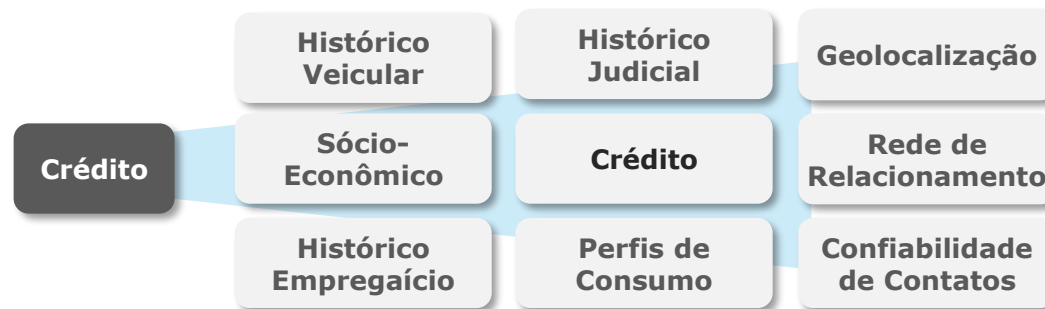 Crédito
Histórico
Veicular
Histórico
Judicial
Geolocalização
Sócio-
Econômico
Crédito
Rede de
Relacionamento
Histórico
Empregaício
Perfis de
Consumo
Confiabilidade
de Contatos